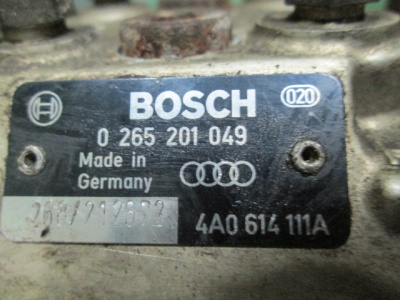 BOSCH
020
0 265 201 049
Made in
Germany
4A0 614 111A